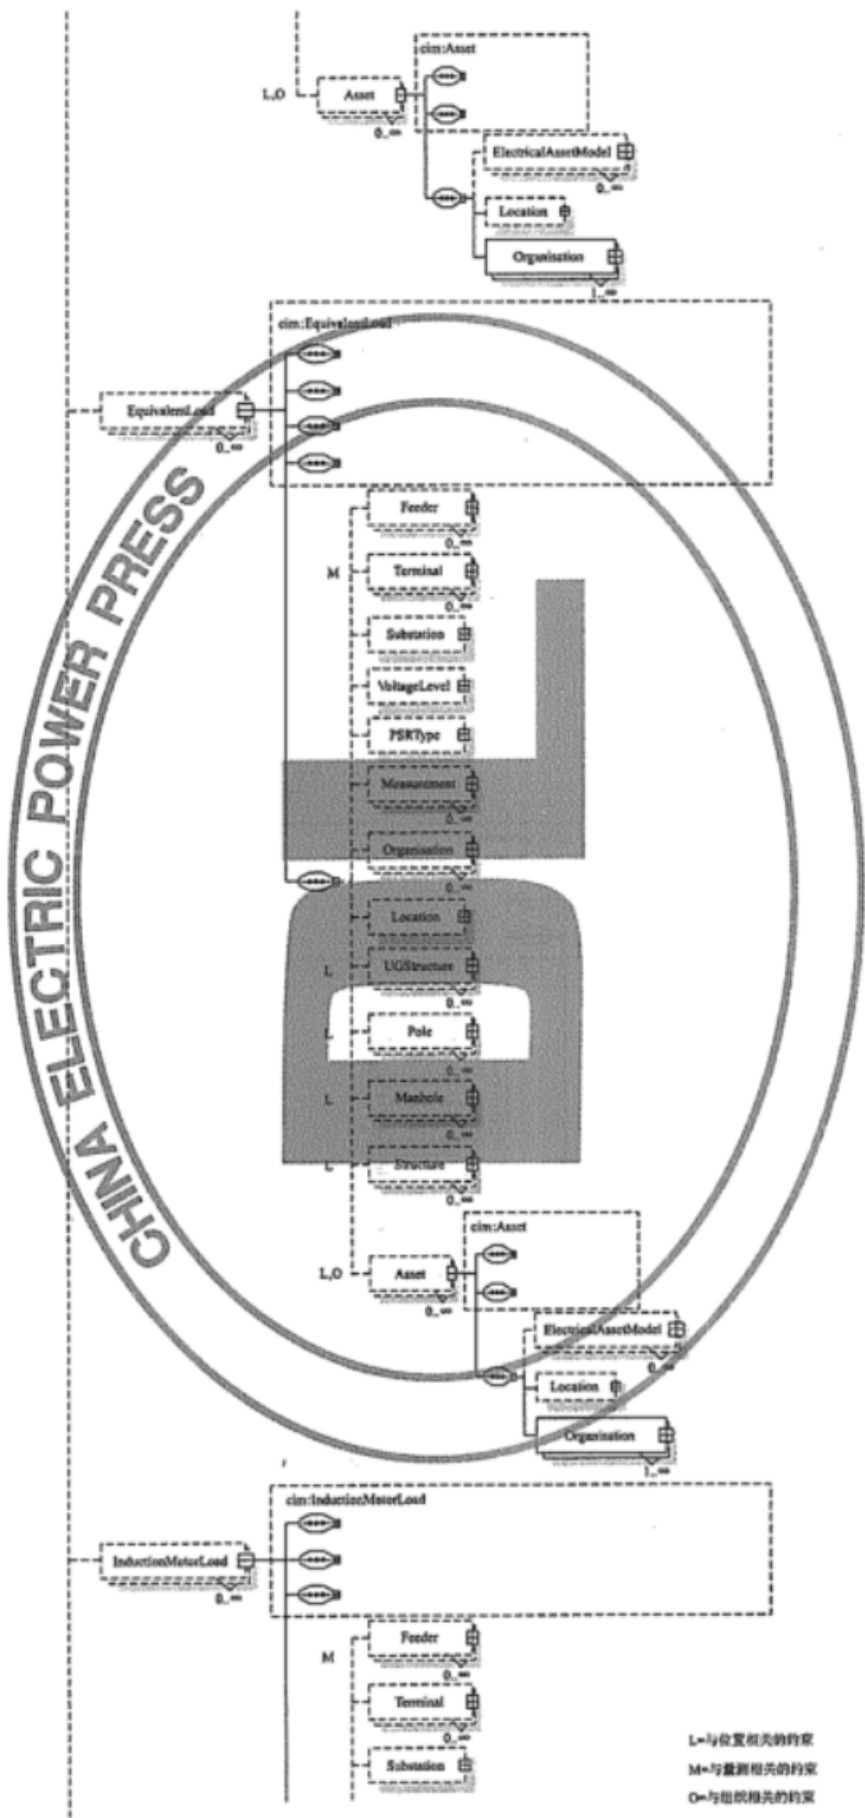 cim:Asset
L,O
Asset
0..∞
ElectricalAssetModel
0..∞
Location
Organisation
1..∞
cim:EquivalentLoad
EquivalentLoad
0..∞
Feeder
0..∞
M
Terminal
0..∞
Substation
VoltageLevel
PSRType
Measurement
0..∞
Organisation
0..∞
Location
L
UGStructure
0..∞
L
Pole
0..∞
L
Manhole
0..∞
L
Structure
0..∞
cim:Asset
L,O
Asset
0..∞
ElectricalAssetModel
0..∞
Location
Organisation
1..∞
cim:InductionMotorLoad
InductionMotorLoad
0..∞
Feeder
0..∞
M
Terminal
0..∞
Substation
L=与位置相关的约束
M=与量测相关的约束
O=与组织相关的约束
CHINA ELECTRIC POWER PRESS